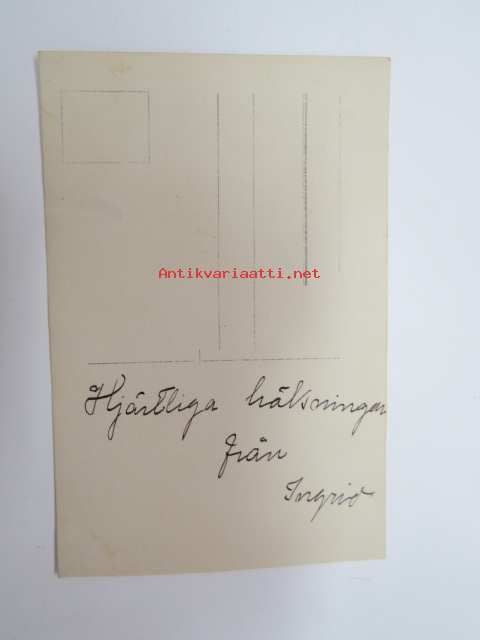 Antikvariaatti.net
Hjärtliga hälsningar
från
Ingrid